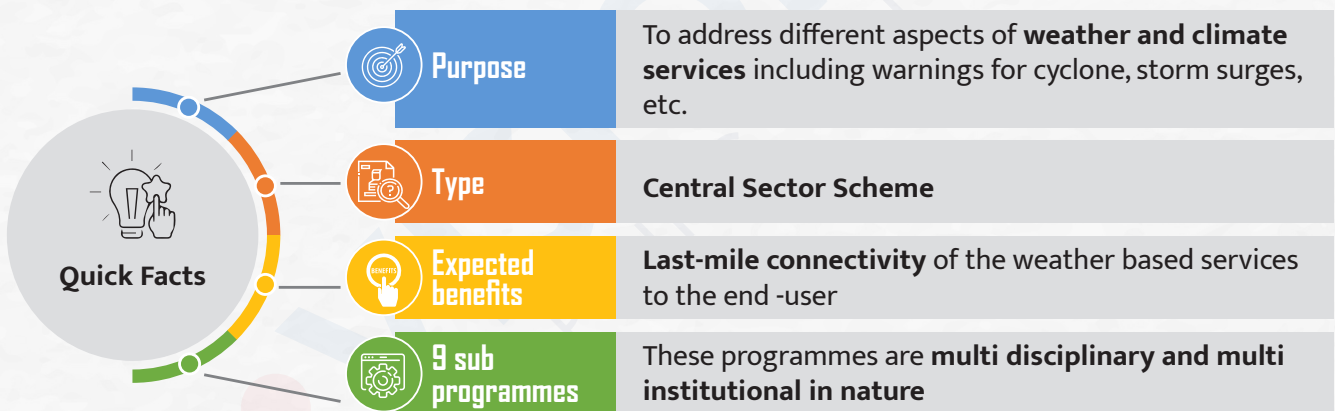 Quick Facts
Purpose
To address different aspects of weather and climate
services including warnings for cyclone, storm surges,
etc.
Type
Central Sector Scheme
BENEFITS
Expected
benefits
Last-mile connectivity of the weather based services
to the end -user
9 sub
programmes
These programmes are multi disciplinary and multi
institutional in nature